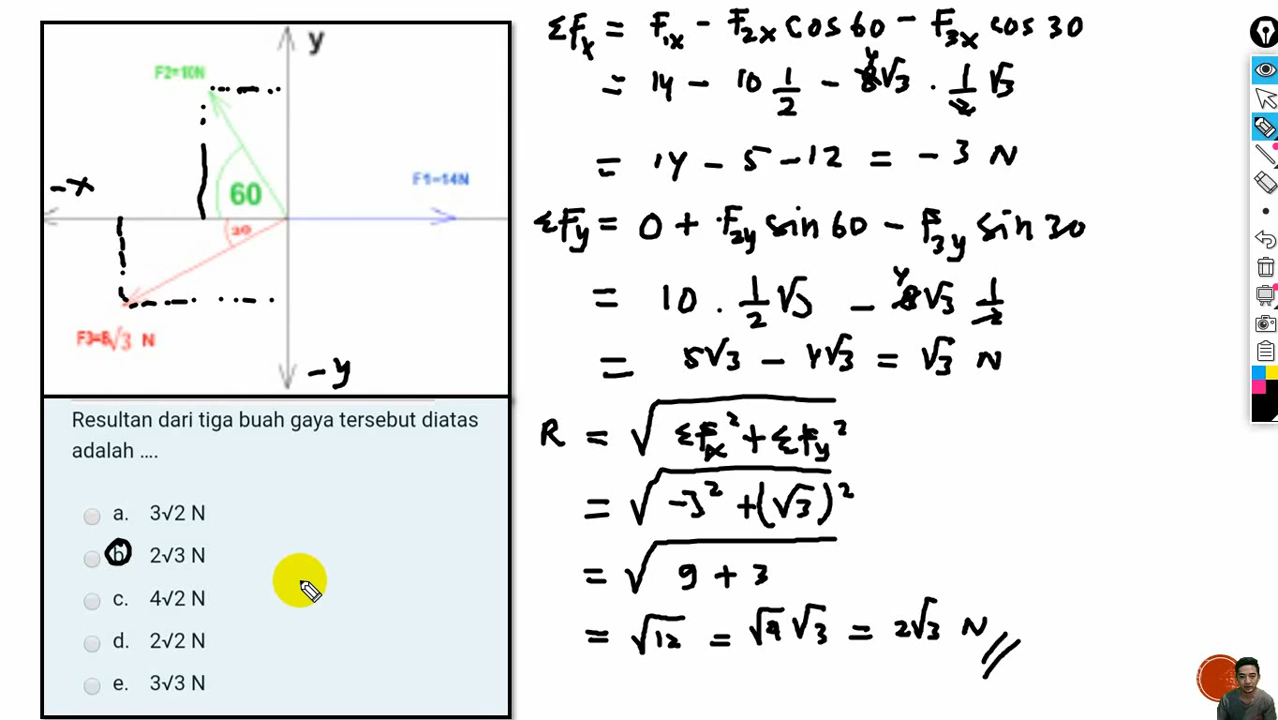 y
F2=10N
60
F1=14N
-x
30
F3=8√3 N
-y
Resultan dari tiga buah gaya tersebut diatas
adalah ....
a. 3√2 N
b. 2√3 N
c. 4√2 N
d. 2√2 N
e. 3√3 N
ΣFx = F1x - F2x cos 60 - F3x cos 30
= 14 - 10 1/2 - 8 4 √3 . 1/2 √3
= 14 - 5 - 12 = - 3 N
ΣFy = 0 + F2y sin 60 - F3y sin 30
= 10 . 1/2 √3 - 8 4 √3 1/2
= 5√3 - 4√3 = √3 N
R = √ΣFx² + ΣFy²
= √-3² + (√3)²
= √9 + 3
= √12 = √4 √3 = 2√3 N //